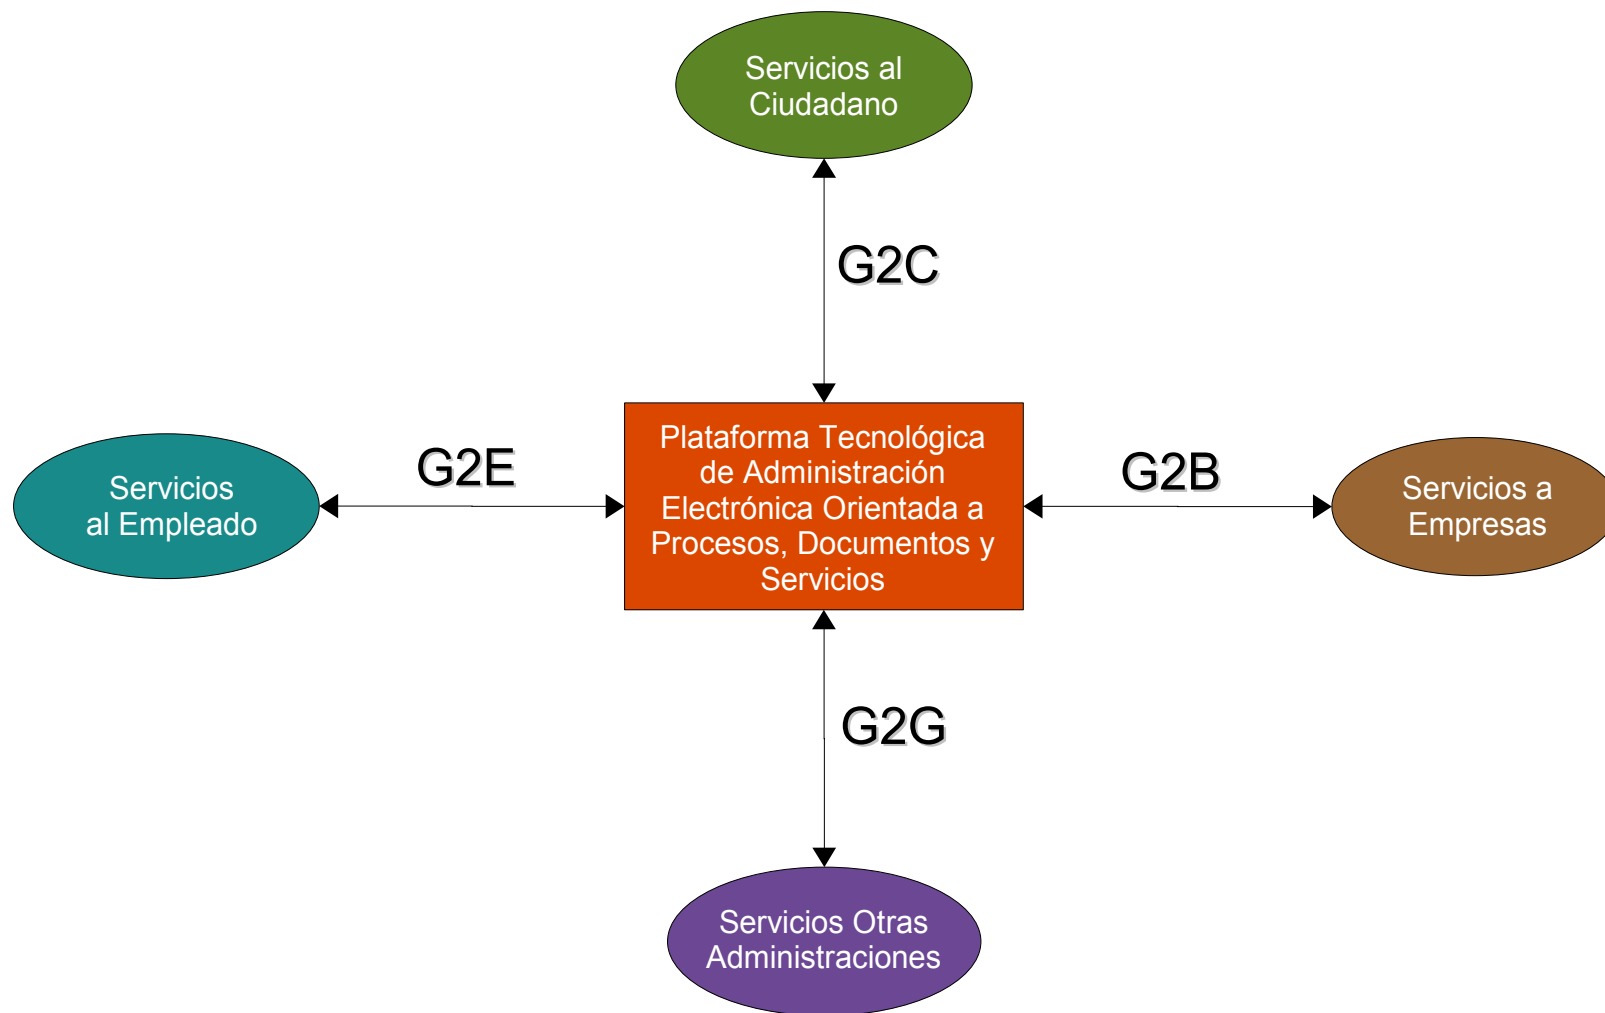 Servicios al
Ciudadano
G2C
G2E
G2B
Servicios
al Empleado
Plataforma Tecnológica
de Administración
Electrónica Orientada a
Procesos, Documentos y
Servicios
Servicios a
Empresas
G2G
Servicios Otras
Administraciones